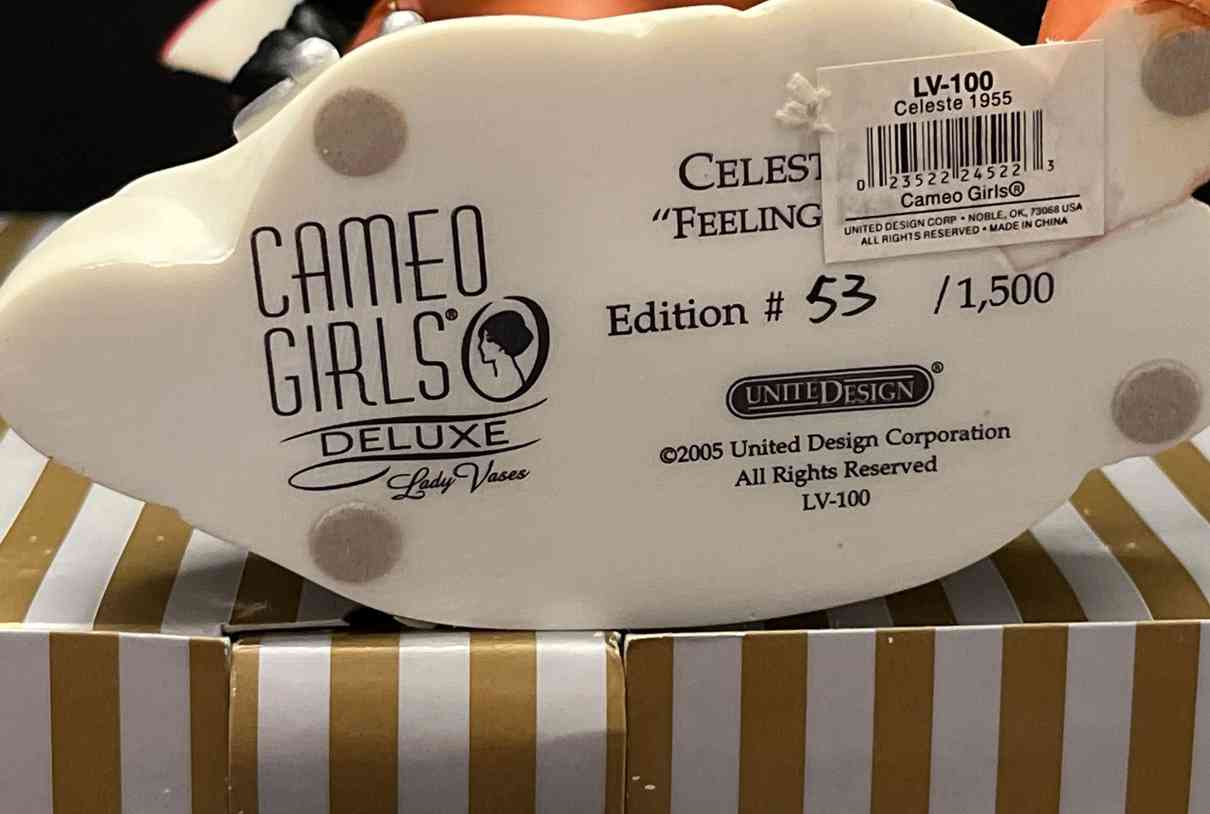 LV-100
Celeste 1955
0 23522 24522 3
Cameo Girls®
UNITED DESIGN CORP • NOBLE, OK, 73068 USA
ALL RIGHTS RESERVED • MADE IN CHINA
“FEELING
Edition # 53 / 1,500
CAMEO
GIRLS®
DELUXE
Lady Vases
UNITEDESIGN®
©2005 United Design Corporation
All Rights Reserved
LV-100